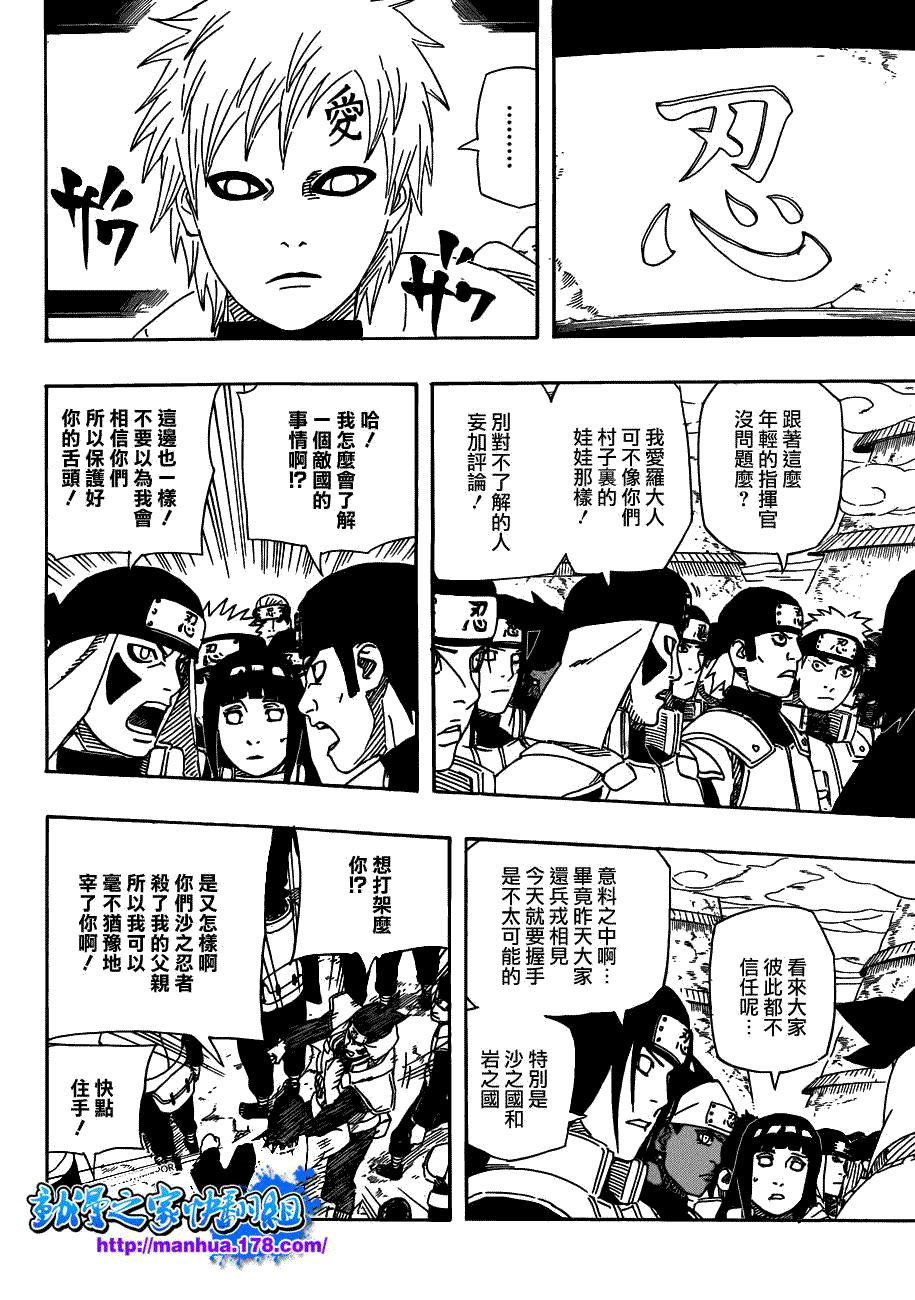 忍
………
愛
ザワ
ザワ
跟著這麼
年輕的指揮官
沒問題麼?
我愛羅大人
可不像你們
村子裏的
娃娃那樣!
別對不了解的人
妄加評論!
忍
忍
忍
忍
哈!
我怎麼會了解
一個敵國的
事情啊!?
這邊也一樣!
不要以為我會
相信你們
所以保護好
你的舌頭!
忍
忍
忍
看來大家
彼此都不
信任呢…
意料之中啊…
畢竟昨天大家
還兵戎相見
今天就要握手
是不太可能的
特別是
沙之國和
岩之國
忍
想打架麼
你!?
是又怎樣啊
你們沙之忍者
殺了我的父親
所以我可以
毫不猶豫地
宰了你啊!
快點
住手!
動漫之家快翻組
http://manhua.178.com/